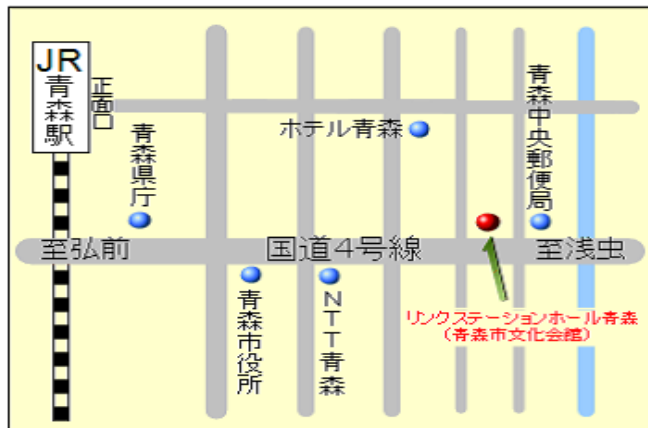 JR
青森駅
正面口
青森県庁
ホテル青森
青森中央郵便局
至弘前
国道4号線
至浅虫
青森市役所
NTT青森
リンクステーションホール青森
(青森市文化会館)